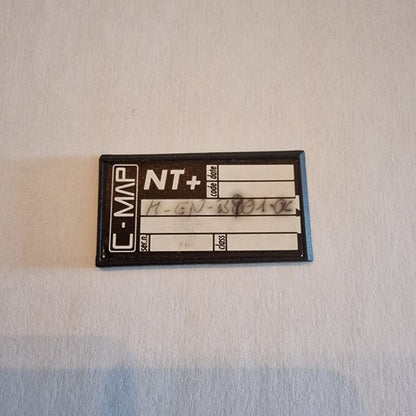 C-MAP
NT+
code date
ser.n
class